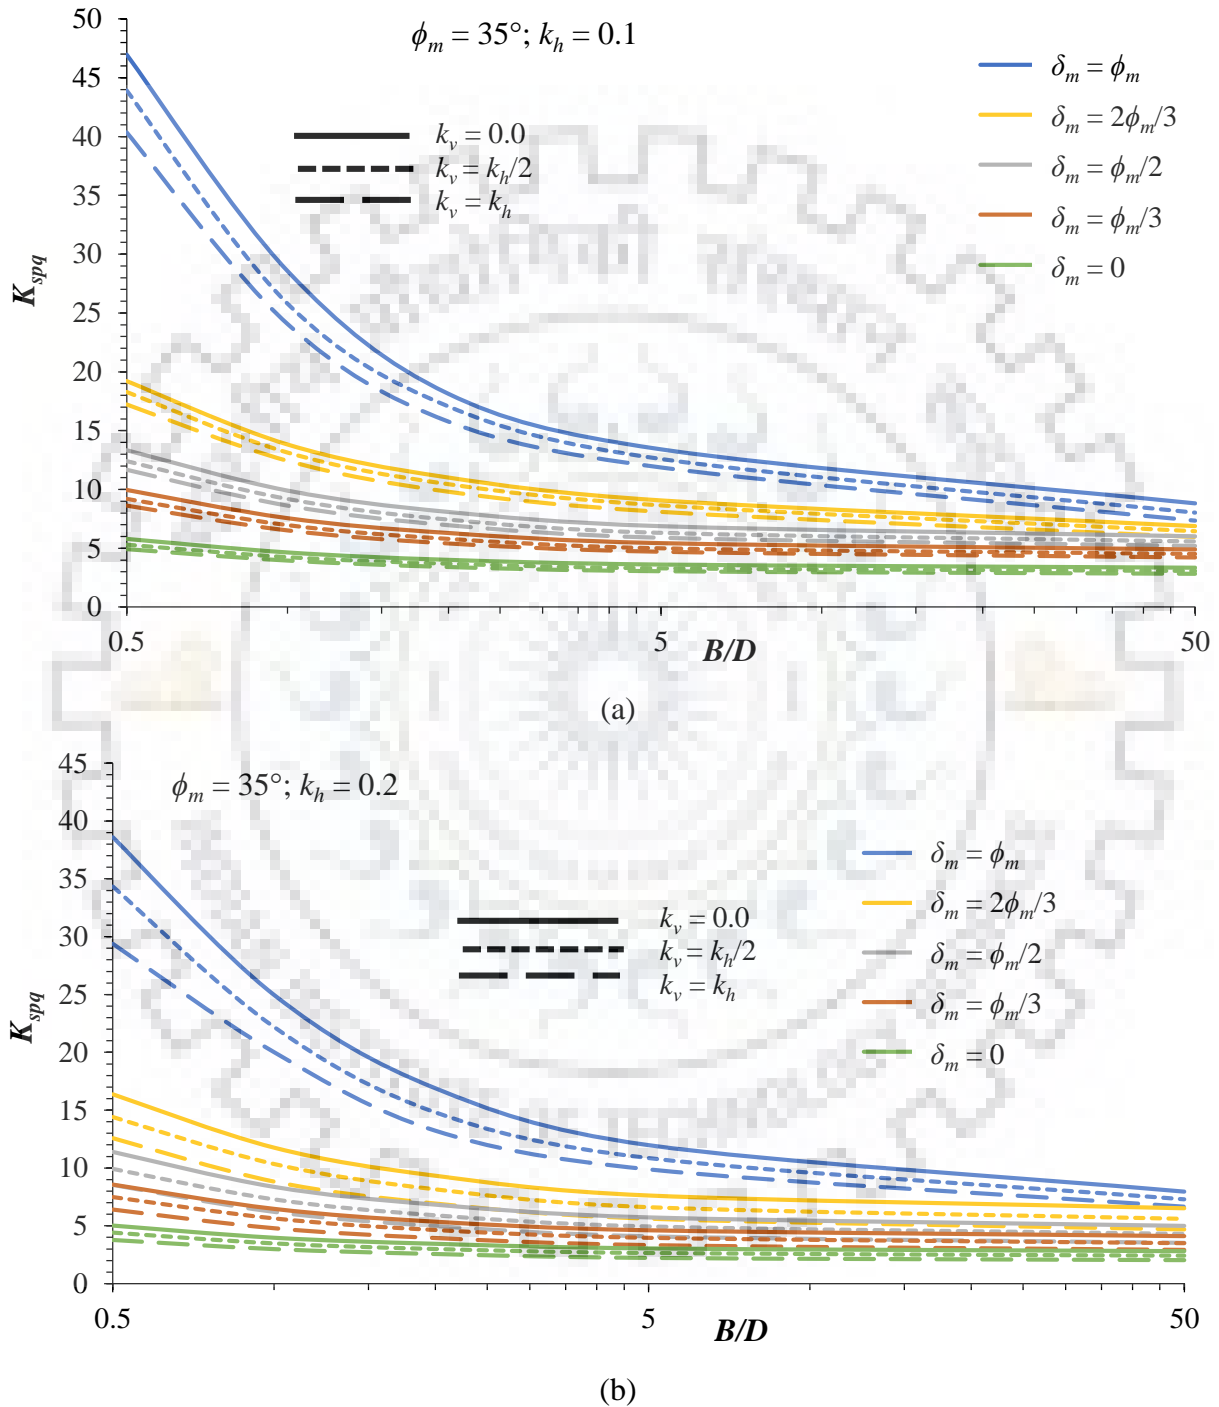 ϕm = 35°; kh = 0.1
50
45
40
35
30
25
20
15
10
5
0
Kspq
kv = 0.0
kv = kh/2
kv = kh
δm = ϕm
δm = 2ϕm/3
δm = ϕm/2
δm = ϕm/3
δm = 0
0.5
5
50
B/D
(a)
ϕm = 35°; kh = 0.2
45
40
35
30
25
20
15
10
5
0
Kspq
kv = 0.0
kv = kh/2
kv = kh
δm = ϕm
δm = 2ϕm/3
δm = ϕm/2
δm = ϕm/3
δm = 0
0.5
5
50
B/D
(b)